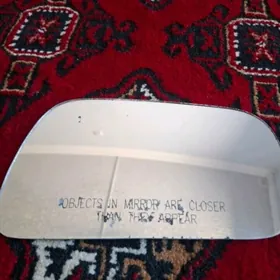 OBJECTS IN MIRROR ARE CLOSER
THAN THEY APPEAR